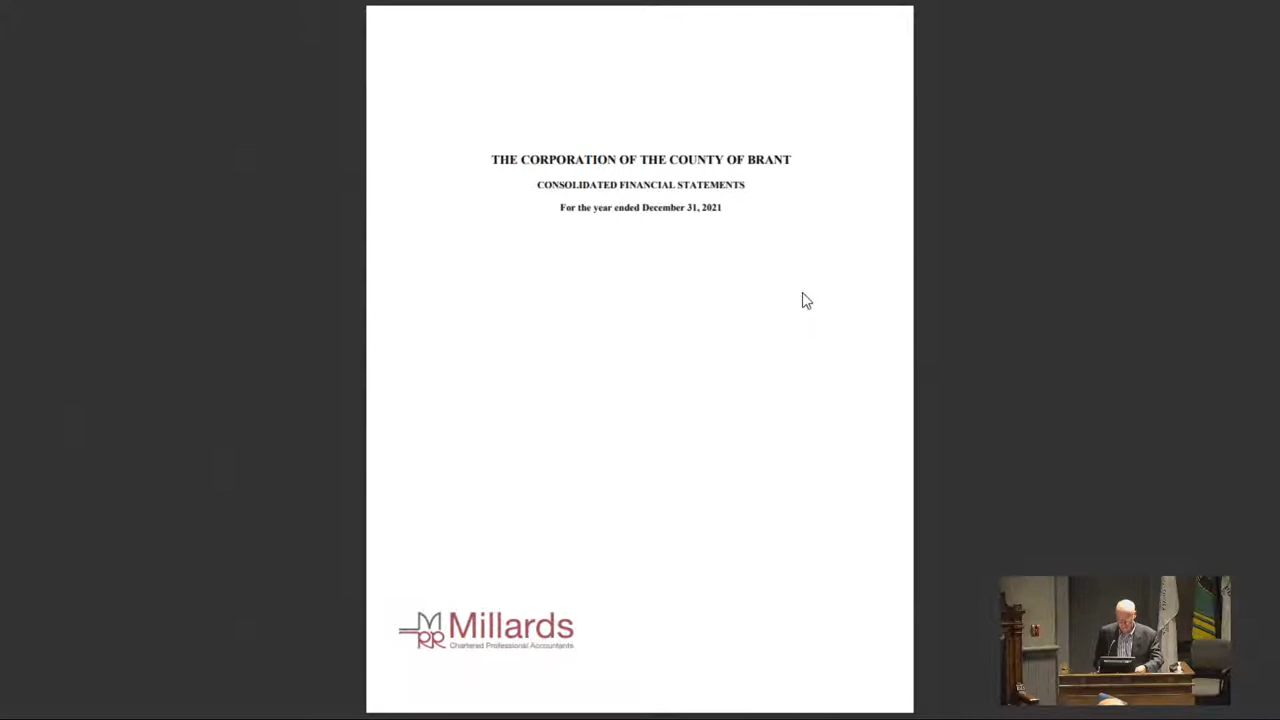 THE CORPORATION OF THE COUNTY OF BRANT
CONSOLIDATED FINANCIAL STATEMENTS
For the year ended December 31, 2021
Millards
Chartered Professional Accountants